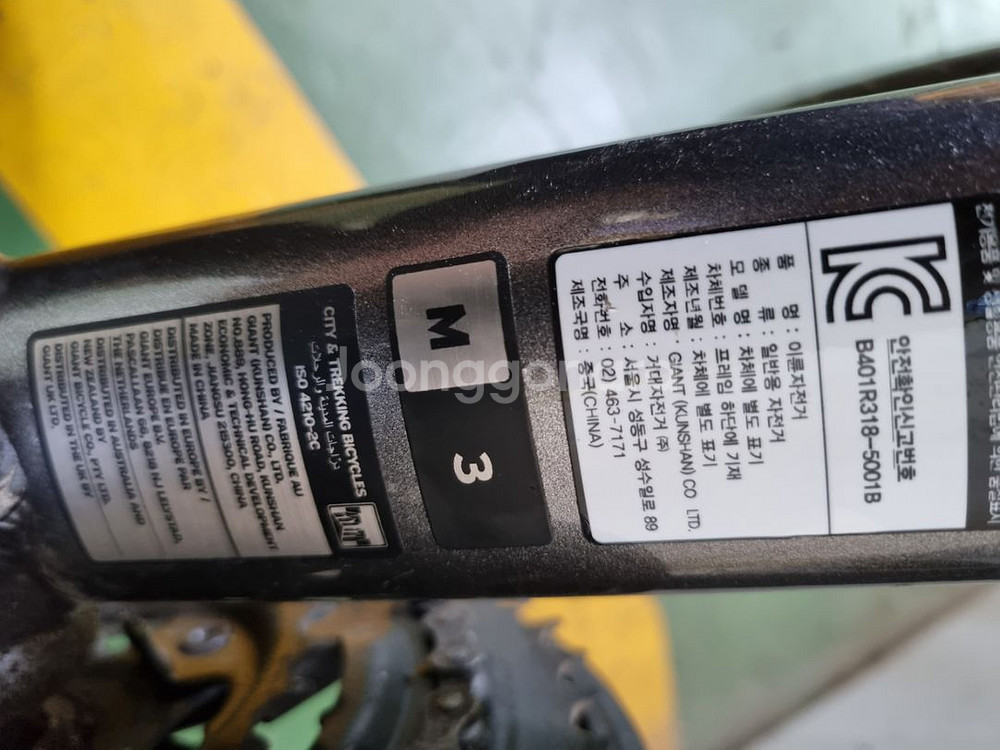 안전확인신고번호
B401R318-5001B
품 명 : 이륜자전거
종 류 : 일반용 자전거
모 델 명 : 차체에 별도 표기
차체번호 : 프레임 하단에 기재
제조년월 : 차체에 별도 표기
제조자명 : GIANT (KUNSHAN) CO LTD.
수입자명 : 거대자전거 ㈜
주 소 : 서울시 성동구 성수일로 89
전화번호 : 02) 463-7171
제조국명 : 중국(CHINA)
M
3
CITY & TREKKING BICYCLES
دراجات المدينة والرحلات
ISO 4210-2C
PRODUCED BY / FABRIQUE AU
GIANT (KUNSHAN) CO., LTD.
NO.5869, HONG-HU ROAD, KUNSHAN
ECONOMIC & TECHNICAL DEVELOPMENT
ZONE, JIANGSU 215300, CHINA
MADE IN CHINA
DISTRIBUTED IN EUROPE BY /
DISTRIBUE EN EUROPE PAR
GIANT EUROPE B.V.
PASCALLAAN 66, 8218 NJ LELYSTAD,
THE NETHERLANDS
DISTRIBUTED IN AUSTRALIA AND
NEW ZEALAND BY
GIANT BICYCLE CO., PTY LTD.
DISTRIBUTED IN THE UK BY
GIANT UK LTD.